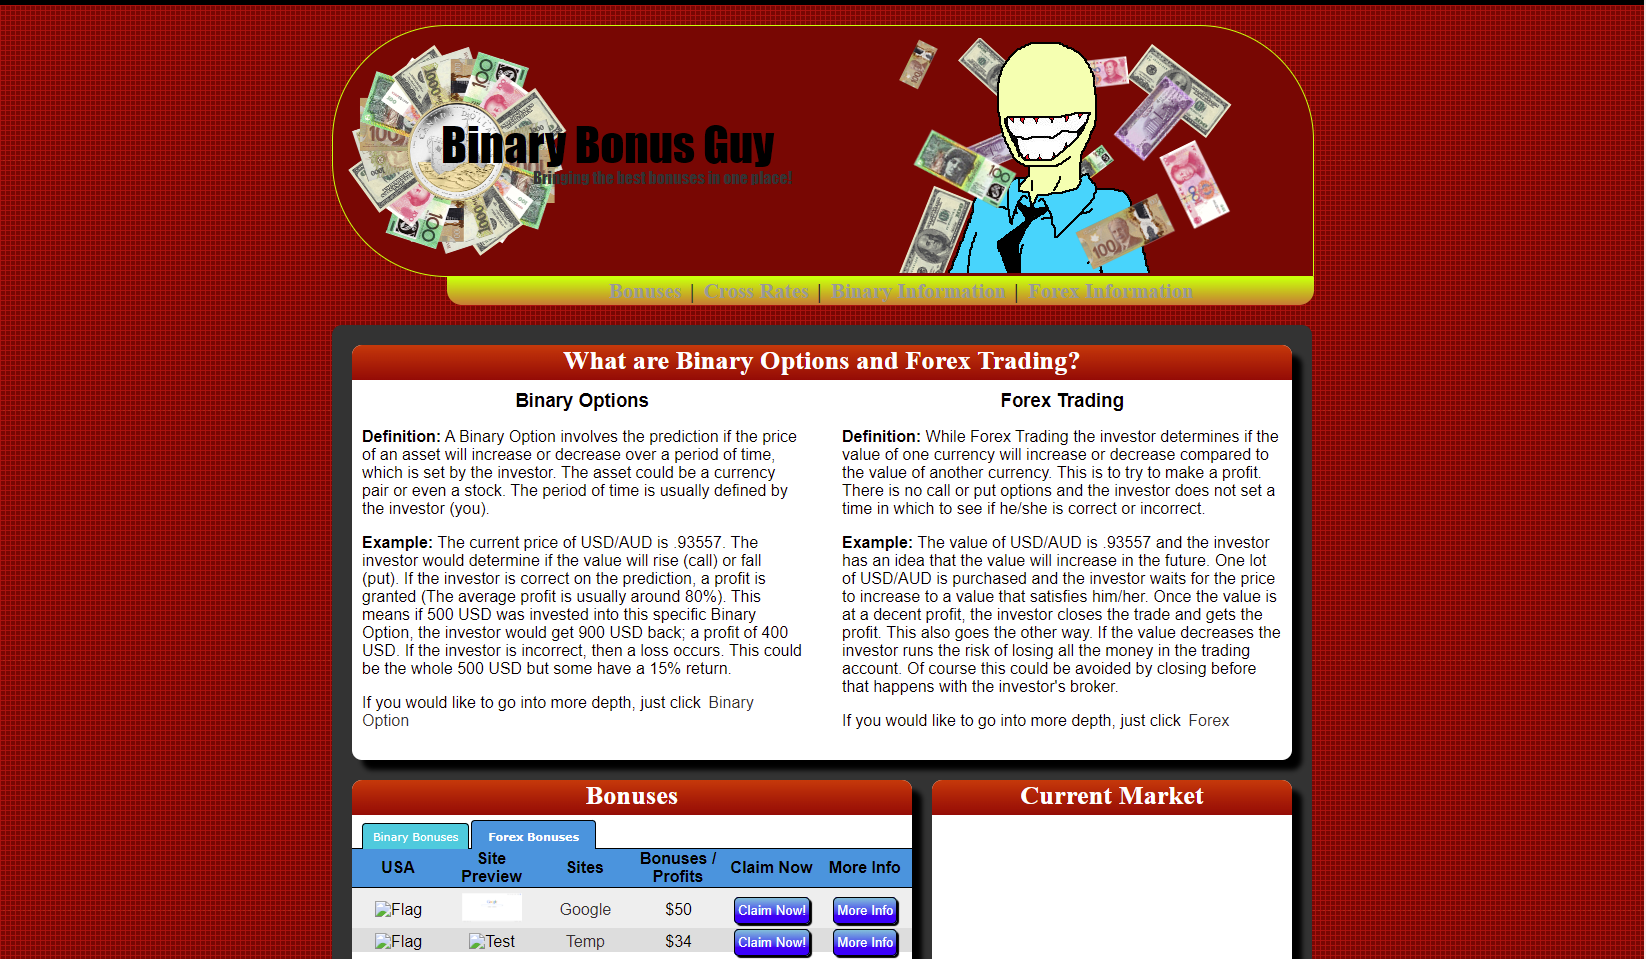 Binary Bonus Guy
Bringing the best bonuses in one place!
Bonuses | Cross Rates | Binary Information | Forex Information
What are Binary Options and Forex Trading?
Binary Options
Definition: A Binary Option involves the prediction if the price
of an asset will increase or decrease over a period of time,
which is set by the investor. The asset could be a currency
pair or even a stock. The period of time is usually defined by
the investor (you).
Example: The current price of USD/AUD is .93557. The
investor would determine if the value will rise (call) or fall
(put). If the investor is correct on the prediction, a profit is
granted (The average profit is usually around 80%). This
means if 500 USD was invested into this specific Binary
Option, the investor would get 900 USD back; a profit of 400
USD. If the investor is incorrect, then a loss occurs. This could
be the whole 500 USD but some have a 15% return.
If you would like to go into more depth, just click Binary
Option
Forex Trading
Definition: While Forex Trading the investor determines if the
value of one currency will increase or decrease compared to
the value of another currency. This is to try to make a profit.
There is no call or put options and the investor does not set a
time in which to see if he/she is correct or incorrect.
Example: The value of USD/AUD is .93557 and the investor
has an idea that the value will increase in the future. One lot
of USD/AUD is purchased and the investor waits for the price
to increase to a value that satisfies him/her. Once the value is
at a decent profit, the investor closes the trade and gets the
profit. This also goes the other way. If the value decreases the
investor runs the risk of losing all the money in the trading
account. Of course this could be avoided by closing before
that happens with the investor's broker.
If you would like to go into more depth, just click Forex
Bonuses
Binary Bonuses Forex Bonuses
USA Site Preview Sites Bonuses / Profits Claim Now More Info
Flag Google $50 Claim Now! More Info
Flag Test Temp $34 Claim Now! More Info
Current Market